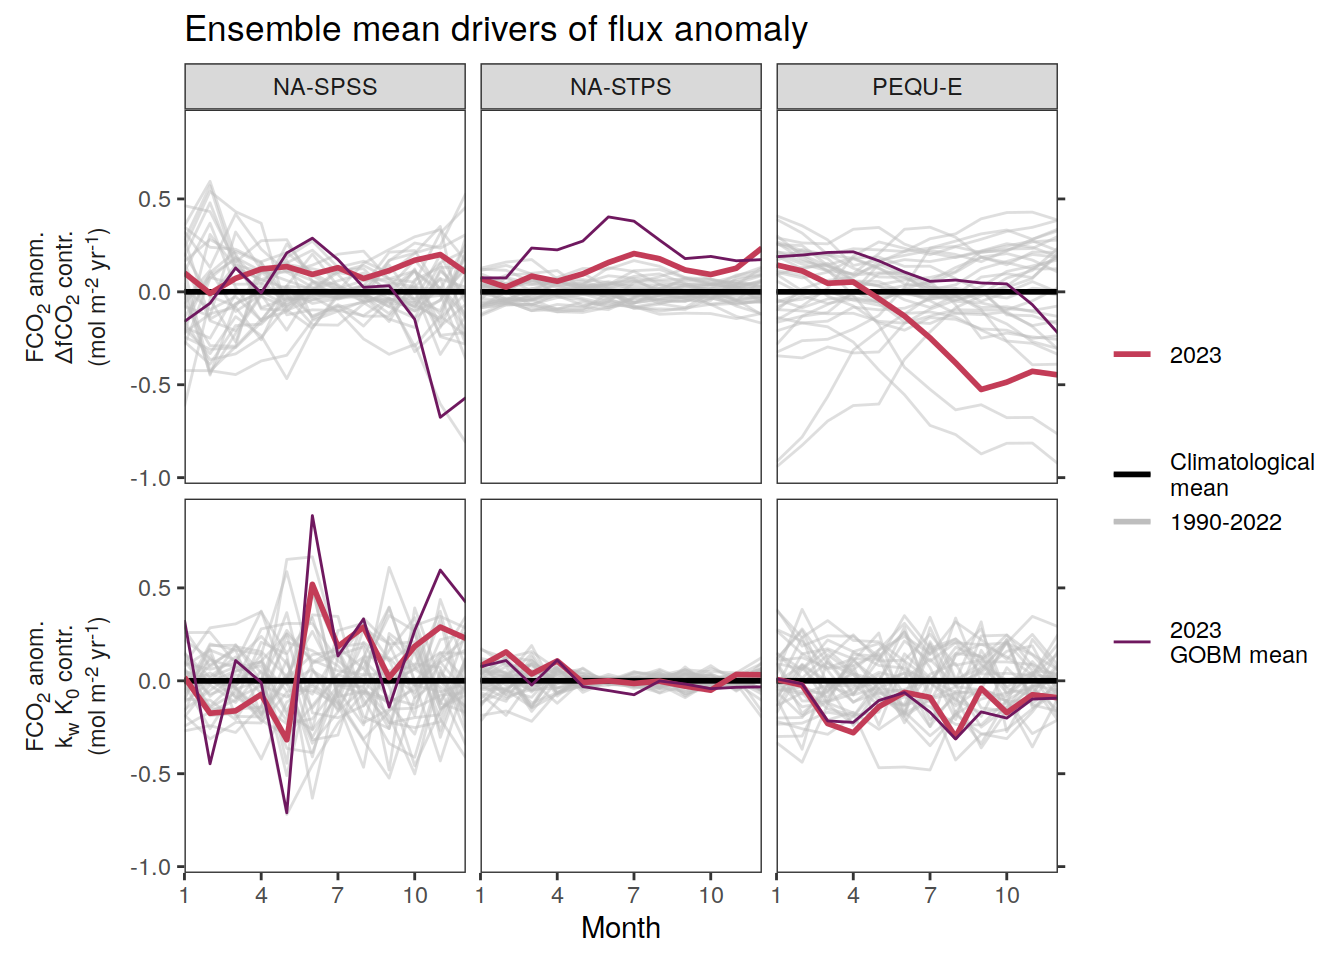 Ensemble mean drivers of flux anomaly
NA-SPSS
NA-STPS
PEQU-E
FCO2 anom.
ΔfCO2 contr.
(mol m-2 yr-1)
0.5
0.0
-0.5
-1.0
FCO2 anom.
kw K0 contr.
(mol m-2 yr-1)
0.5
0.0
-0.5
-1.0
1 4 7 10
1 4 7 10
1 4 7 10
Month
2023
Climatological
mean
1990-2022
2023
GOBM mean